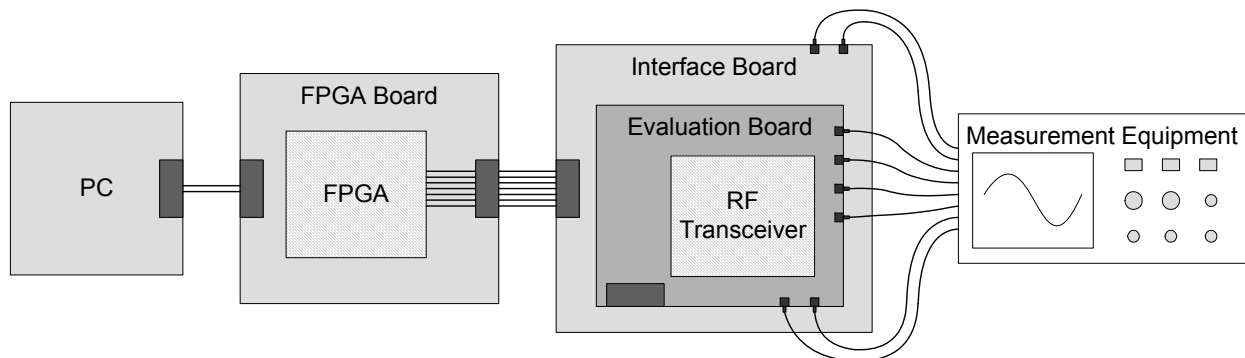 PC
FPGA Board
FPGA
Interface Board
Evaluation Board
RF
Transceiver
Measurement Equipment